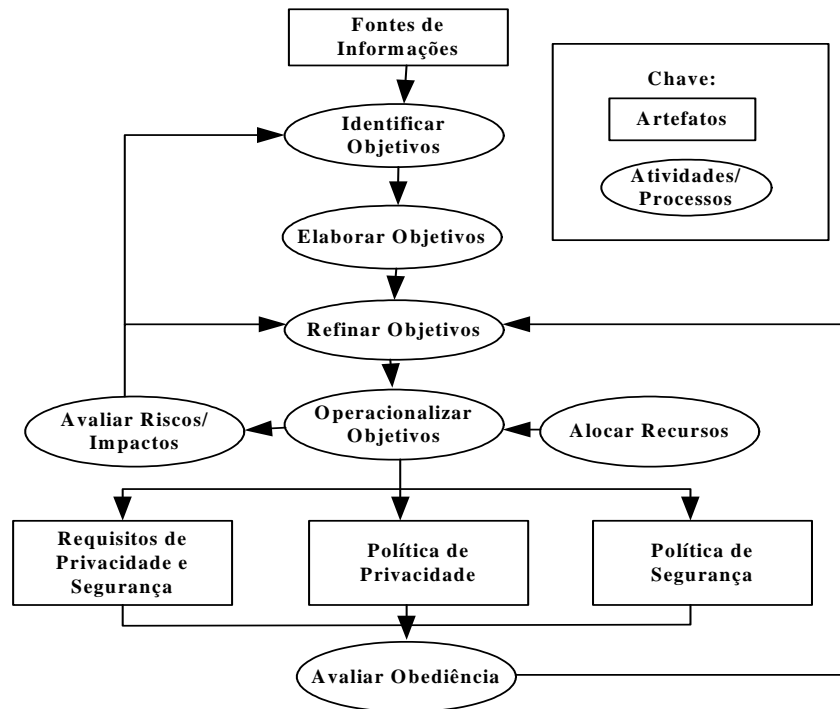 Fontes de
Informações
Chave:
Artefatos
Atividades/
Processos
Identificar
Objetivos
Elaborar Objetivos
Refinar Objetivos
Avaliar Riscos/
Impactos
Operacionalizar
Objetivos
Alocar Recursos
Requisitos de
Privacidade e
Segurança
Política de
Privacidade
Política de
Segurança
Avaliar Obediência